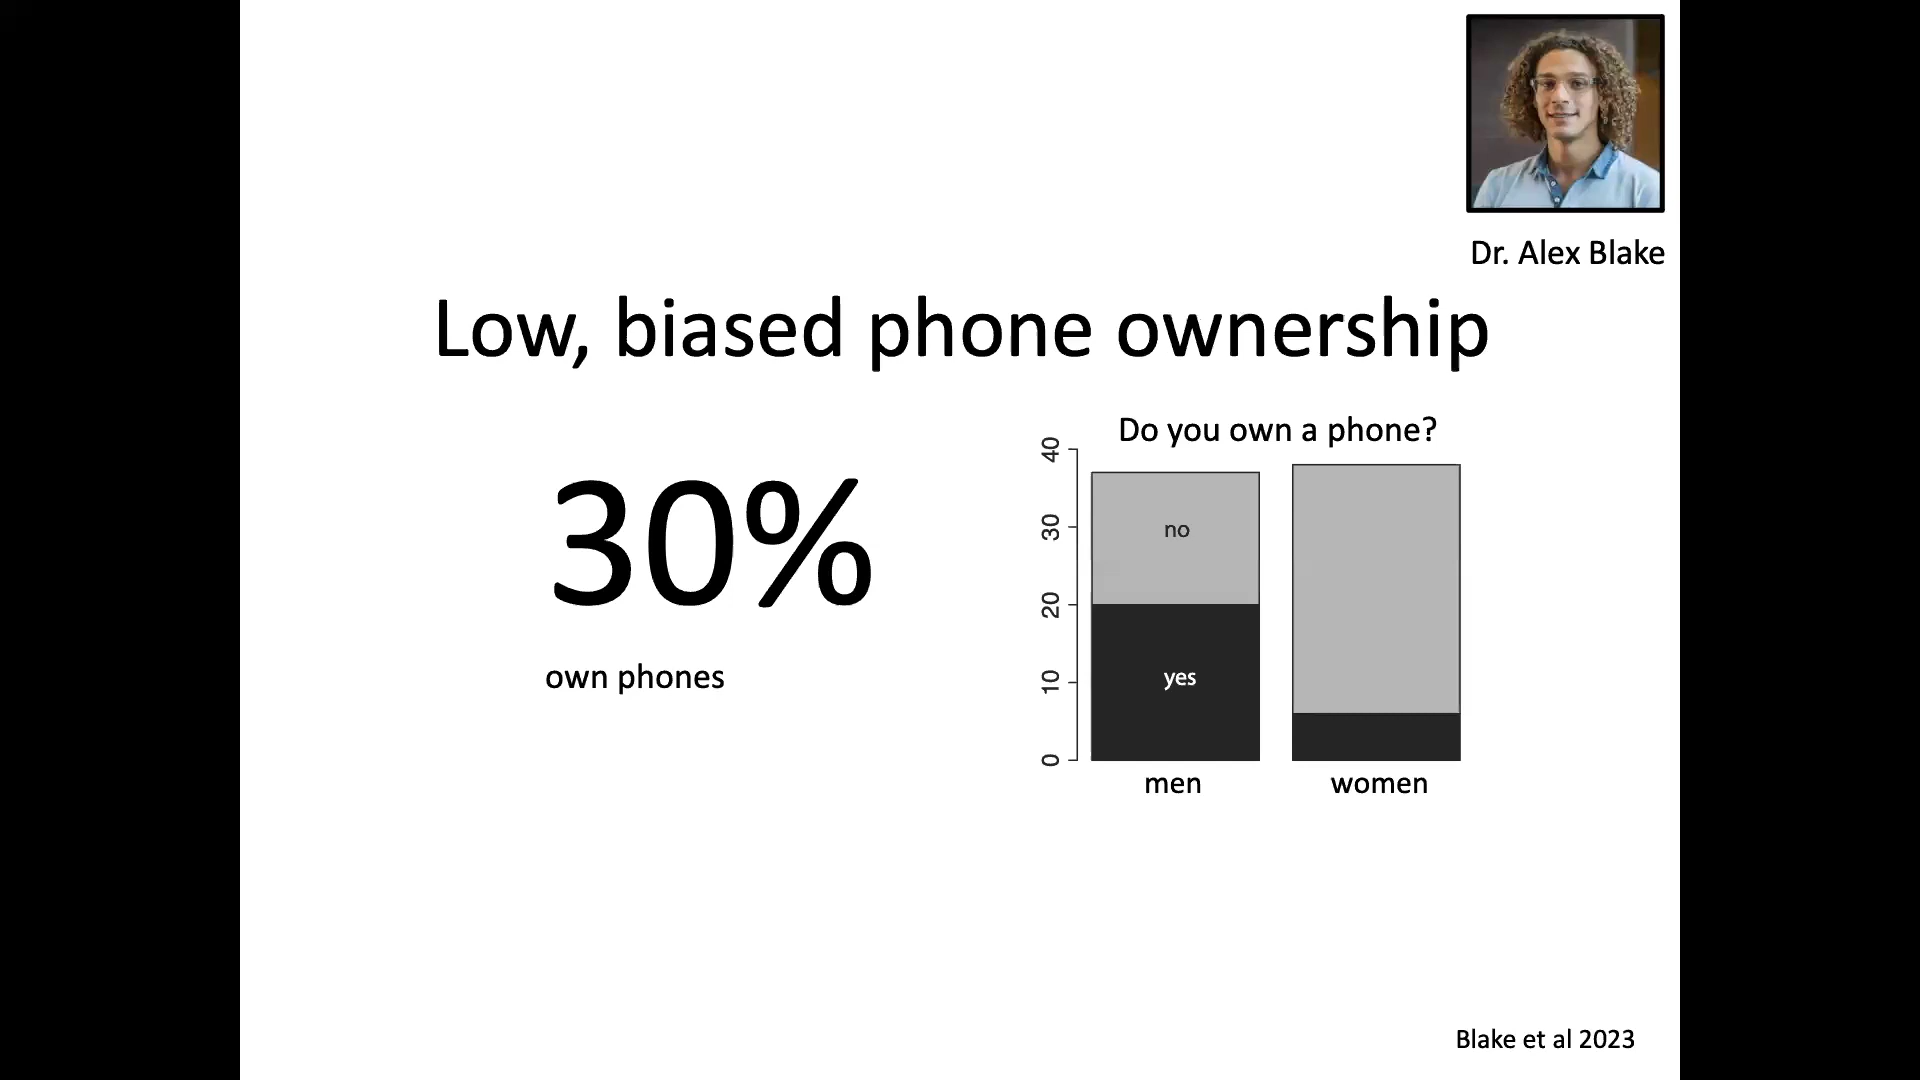 Dr. Alex Blake
Low, biased phone ownership
30%
own phones
Do you own a phone?
40
30
20
10
0
no
yes
men
women
Blake et al 2023